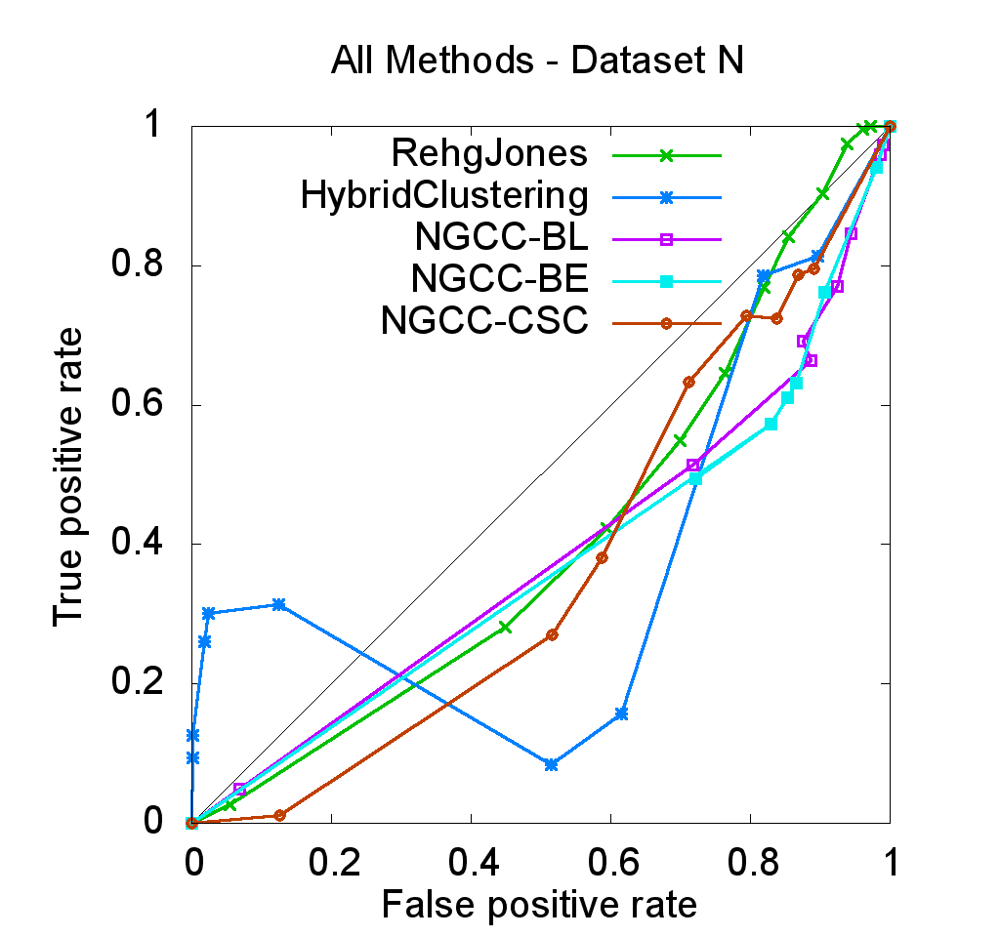 All Methods - Dataset N
True positive rate
1
0.8
0.6
0.4
0.2
0
RehgJones
HybridClustering
NGCC-BL
NGCC-BE
NGCC-CSC
0 0.2 0.4 0.6 0.8 1
False positive rate